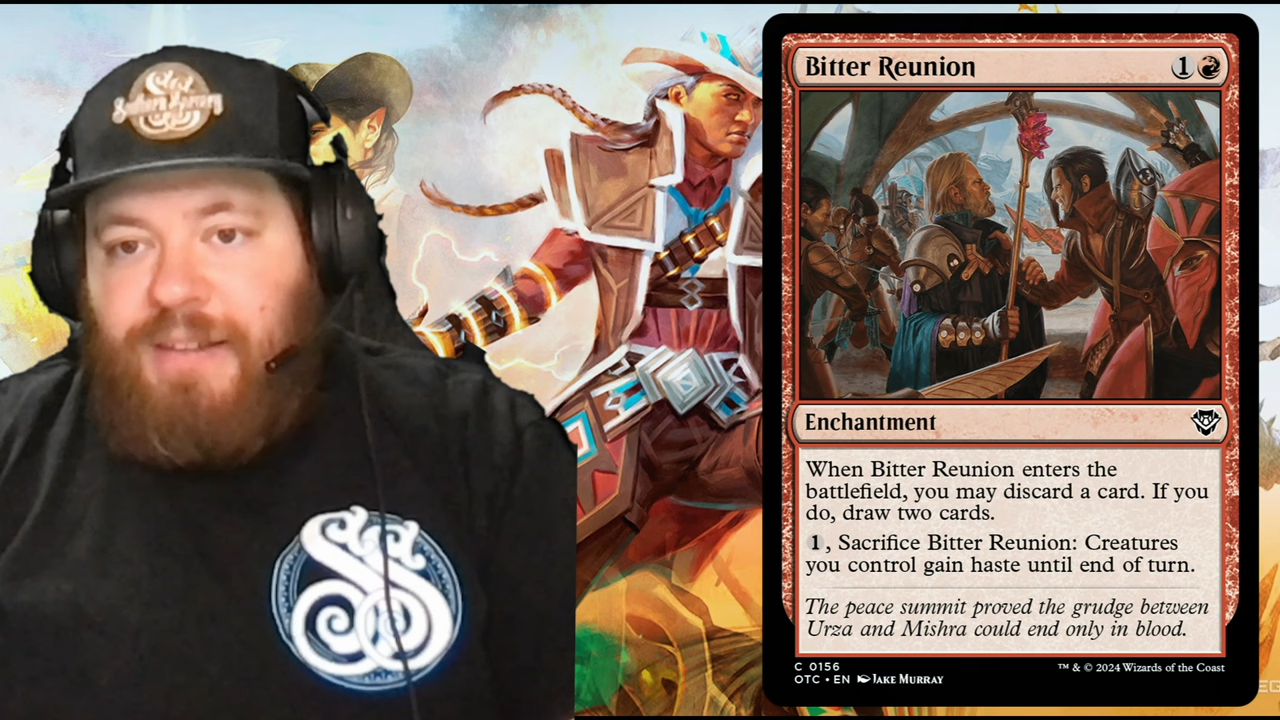 Southern Sorcery
Bitter Reunion
1
Enchantment
When Bitter Reunion enters the
battlefield, you may discard a card. If you
do, draw two cards.
1, Sacrifice Bitter Reunion: Creatures
you control gain haste until end of turn.
The peace summit proved the grudge between
Urza and Mishra could end only in blood.
C 0156
™ & © 2024 Wizards of the Coast
OTC • EN JAKE MURRAY